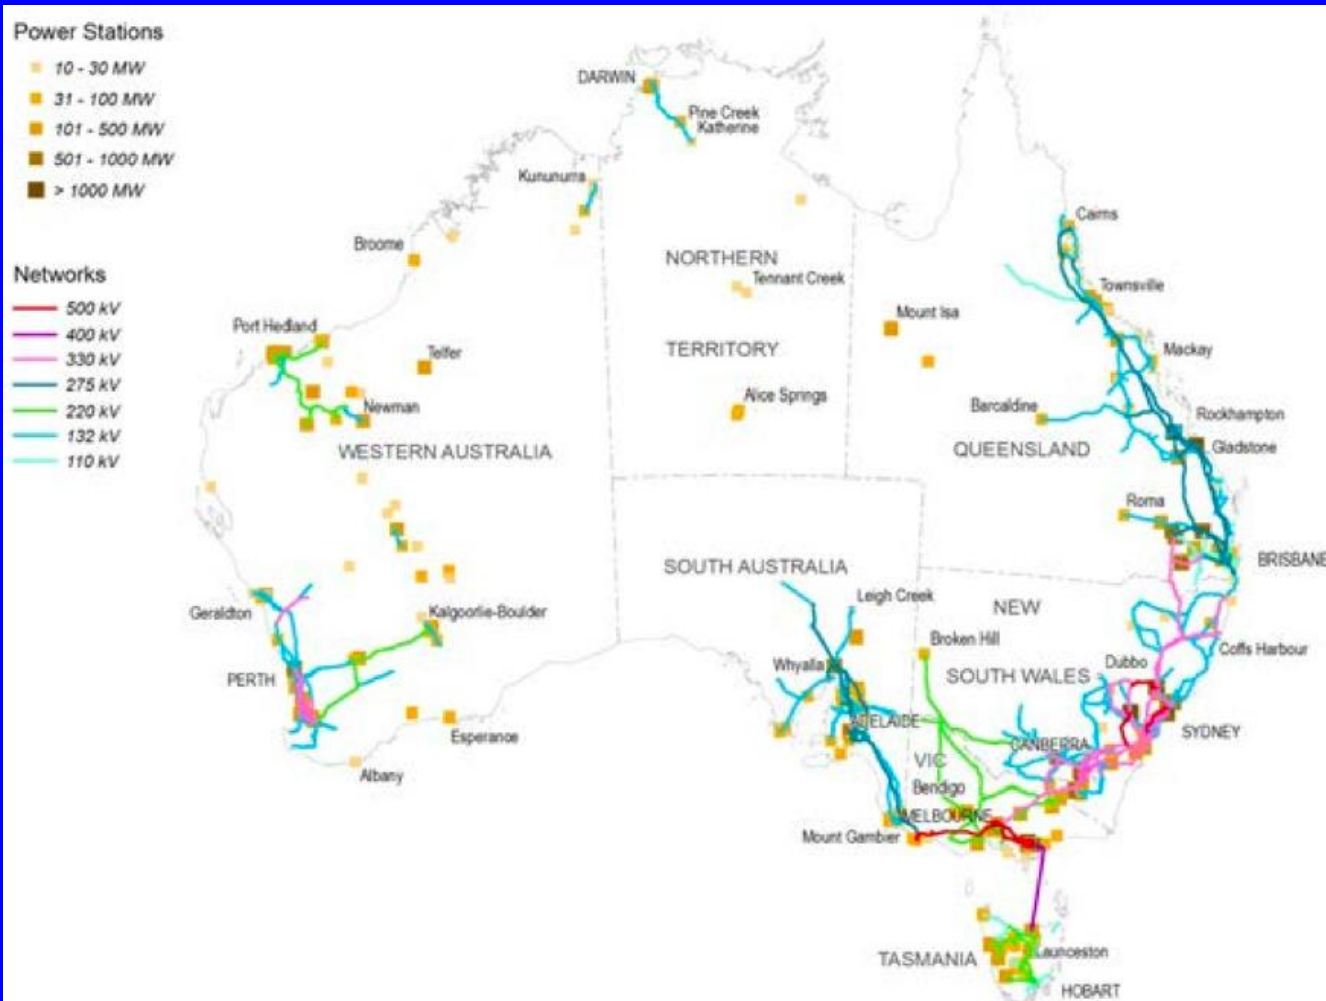 Power Stations
10 - 30 MW
31 - 100 MW
101 - 500 MW
501 - 1000 MW
> 1000 MW
Networks
500 kV
400 kV
330 kV
275 kV
220 kV
132 kV
110 kV
DARWIN
Pine Creek
Katherine
Kununurra
Broome
Cairns
NORTHERN
Tennant Creek
Townsville
Port Hedland
Mount Isa
Telfer
TERRITORY
Mackay
Alice Springs
Newman
Barcaldine
Rockhampton
WESTERN AUSTRALIA
QUEENSLAND
Gladstone
Roma
BRISBANE
SOUTH AUSTRALIA
Leigh Creek
NEW
Geraldton
Kalgoorlie-Boulder
Broken Hill
Coffs Harbour
Whyalla
Dubbo
PERTH
SOUTH WALES
ADELAIDE
SYDNEY
Esperance
CANBERRA
VIC
Albany
Bendigo
MELBOURNE
Mount Gambier
Launceston
TASMANIA
HOBART